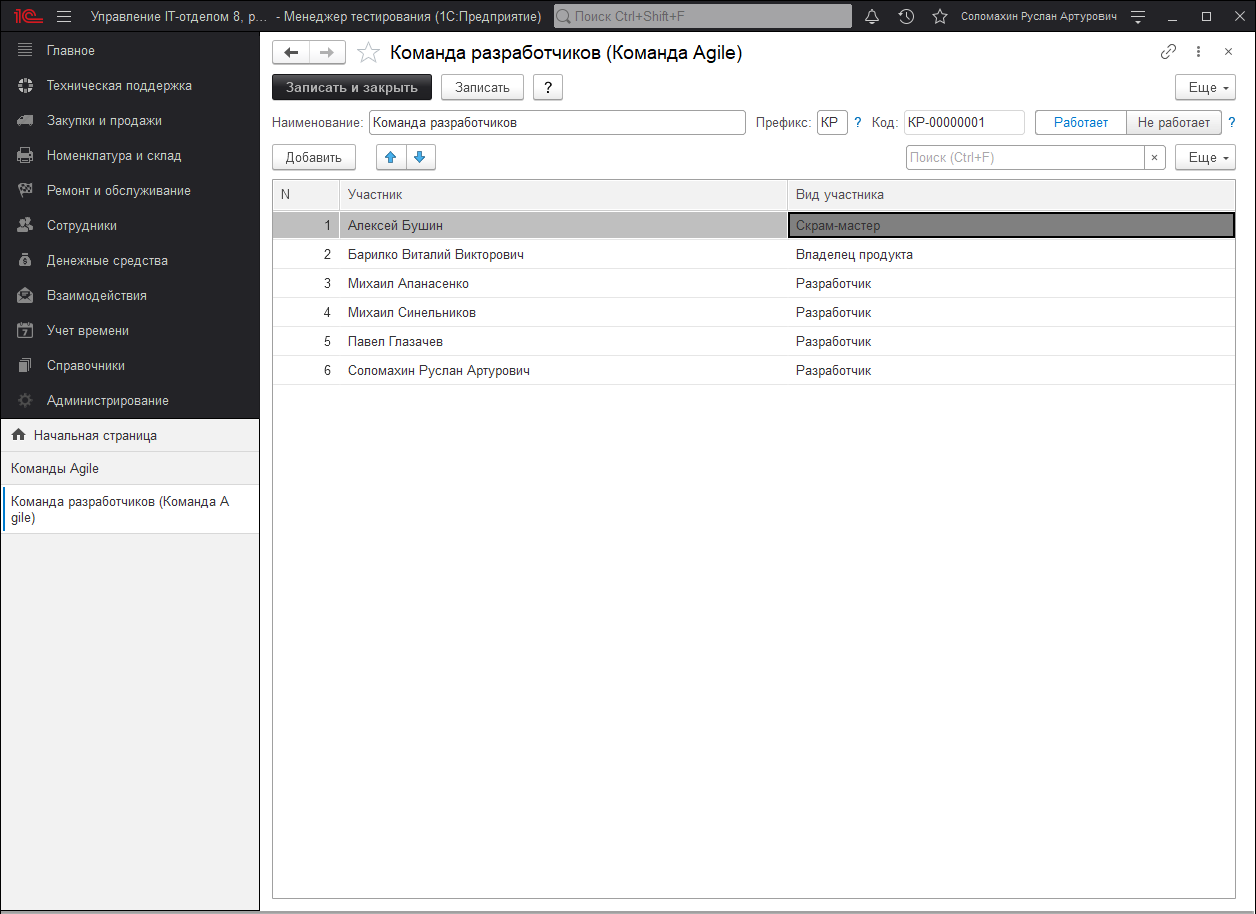 1С Управление IT-отделом 8, р... - Менеджер тестирования (1С:Предприятие) Поиск Ctrl+Shift+F Соломахин Руслан Артурович
Главное
Техническая поддержка
Закупки и продажи
Номенклатура и склад
Ремонт и обслуживание
Сотрудники
Денежные средства
Взаимодействия
7 Учет времени
Справочники
Администрирование
Начальная страница
Команды Agile
Команда разработчиков (Команда A
gile)
Команда разработчиков (Команда Agile)
Записать и закрыть Записать ? Еще
Наименование: Команда разработчиков Префикс: КР ? Код: КР-00000001 Работает Не работает ?
Добавить Поиск (Ctrl+F) × Еще
N Участник Вид участника
1 Алексей Бушин Скрам-мастер
2 Барилко Виталий Викторович Владелец продукта
3 Михаил Апанасенко Разработчик
4 Михаил Синельников Разработчик
5 Павел Глазачев Разработчик
6 Соломахин Руслан Артурович Разработчик